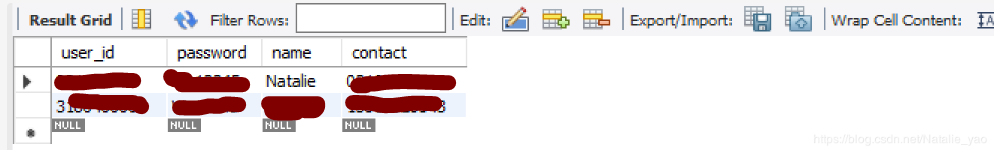 Result Grid Filter Rows: Edit: Export/Import: Wrap Cell Content:
user_id password name contact
Natalie
NULL NULL NULL NULL
https://blog.csdn.net/Natalie_yao